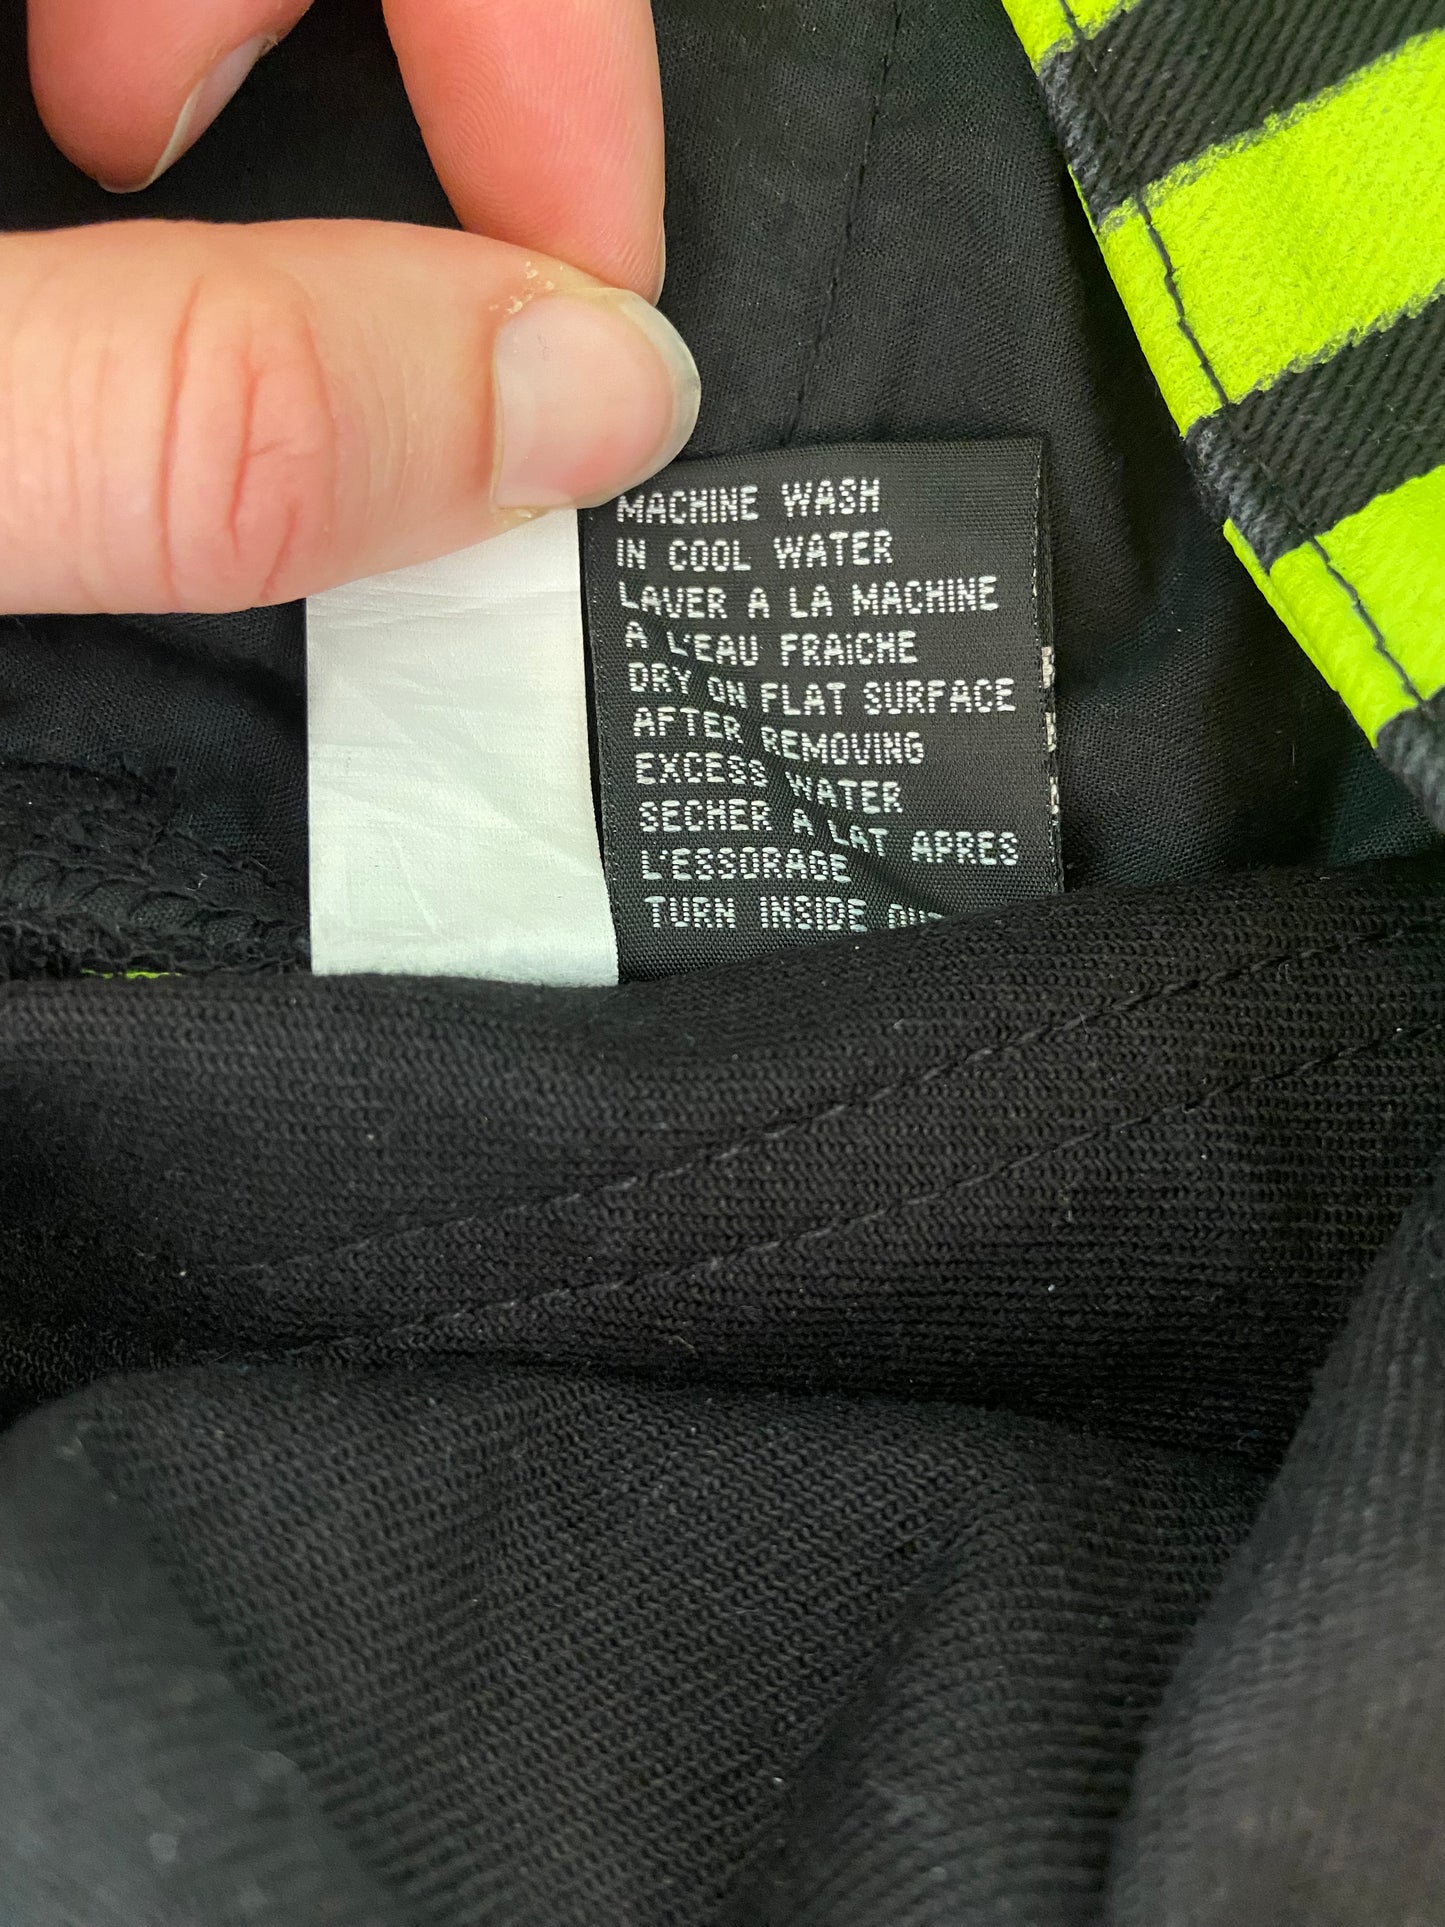 MACHINE WASH
IN COOL WATER
LAVER A LA MACHINE
A L'EAU FRAiCHE
DRY ON FLAT SURFACE
AFTER REMOVING
EXCESS WATER
SECHER A LAT APRES
L'ESSORAGE
TURN INSIDE